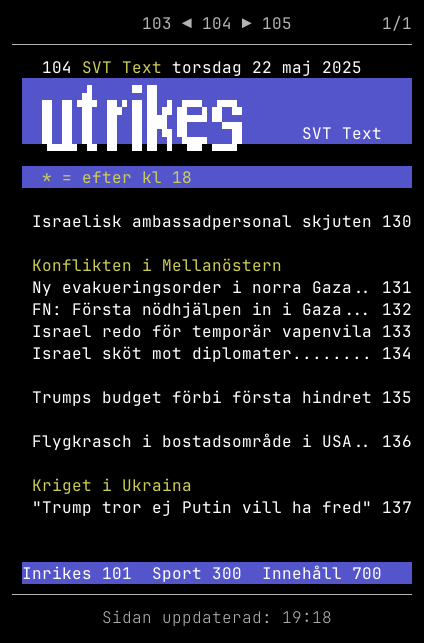 103 ◄ 104 ► 105 1/1
104 SVT Text torsdag 22 maj 2025
utrikes
SVT Text
* = efter kl 18
Israelisk ambassadpersonal skjuten 130
Konflikten i Mellanöstern
Ny evakueringsorder i norra Gaza.. 131
FN: Första nödhjälpen in i Gaza... 132
Israel redo för temporär vapenvila 133
Israel sköt mot diplomater........ 134
Trumps budget förbi första hindret 135
Flygkrasch i bostadsområde i USA.. 136
Kriget i Ukraina
"Trump tror ej Putin vill ha fred" 137
Inrikes 101 Sport 300 Innehåll 700
Sidan uppdaterad: 19:18